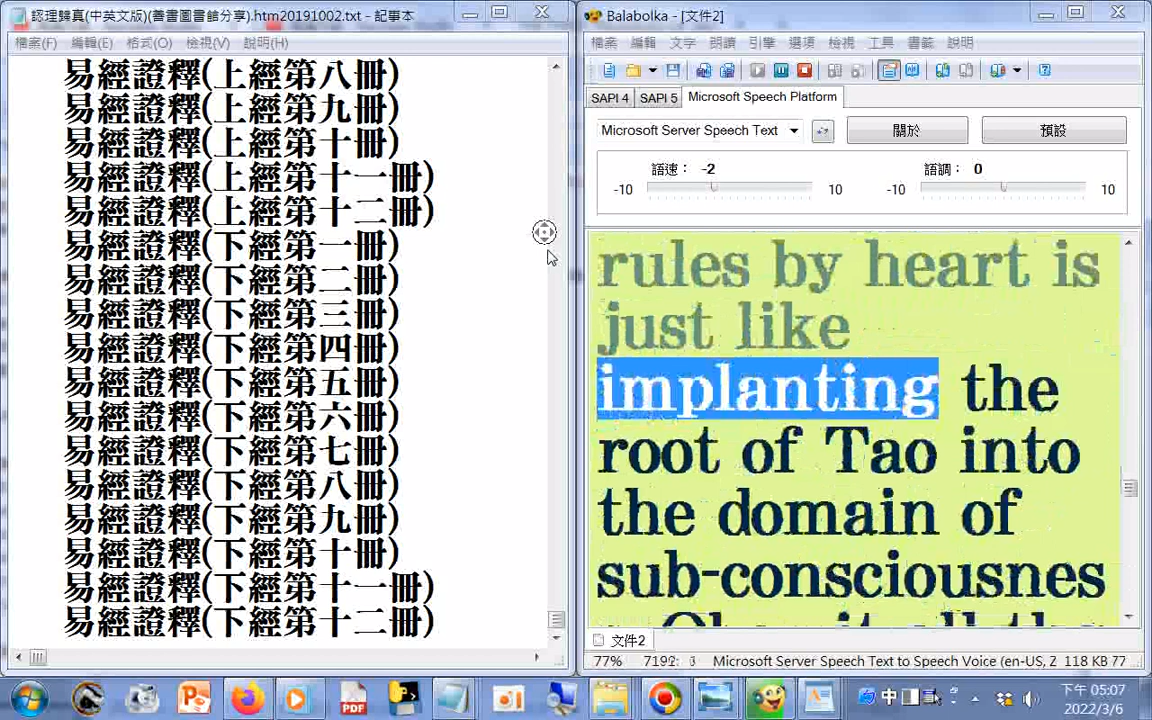 認理歸真(中英文版)(善書圖書館分享).htm20191002.txt - 記事本
檔案(F) 編輯(E) 格式(O) 檢視(V) 說明(H)
易經證釋(上經第八冊)
易經證釋(上經第九冊)
易經證釋(上經第十冊)
易經證釋(上經第十一冊)
易經證釋(上經第十二冊)
易經證釋(下經第一冊)
易經證釋(下經第二冊)
易經證釋(下經第三冊)
易經證釋(下經第四冊)
易經證釋(下經第五冊)
易經證釋(下經第六冊)
易經證釋(下經第七冊)
易經證釋(下經第八冊)
易經證釋(下經第九冊)
易經證釋(下經第十冊)
易經證釋(下經第十一冊)
易經證釋(下經第十二冊)
Balabolka - [文件2]
檔案 編輯 文字 朗讀 引擎 選項 檢視 工具 書籤 說明
SAPI 4 SAPI 5 Microsoft Speech Platform
Microsoft Server Speech Text 關於 預設
語速： -2 語調： 0
-10 10 -10 10
rules by heart is
just like
implanting the
root of Tao into
the domain of
sub-consciousnes
文件2
77% Microsoft Server Speech Text to Speech Voice (en-US, Z 118 KB 77
PDF 中 下午 05:07
2022/3/6